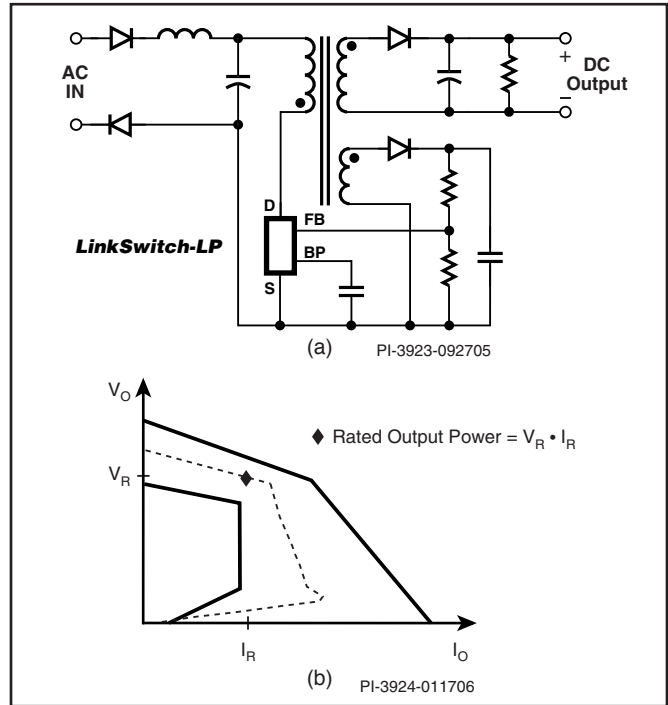 AC
IN
+
DC
Output
−
D
FB
LinkSwitch-LP
BP
S
(a)
PI-3923-092705
VO
♦ Rated Output Power = VR • IR
VR
IR
IO
(b)
PI-3924-011706